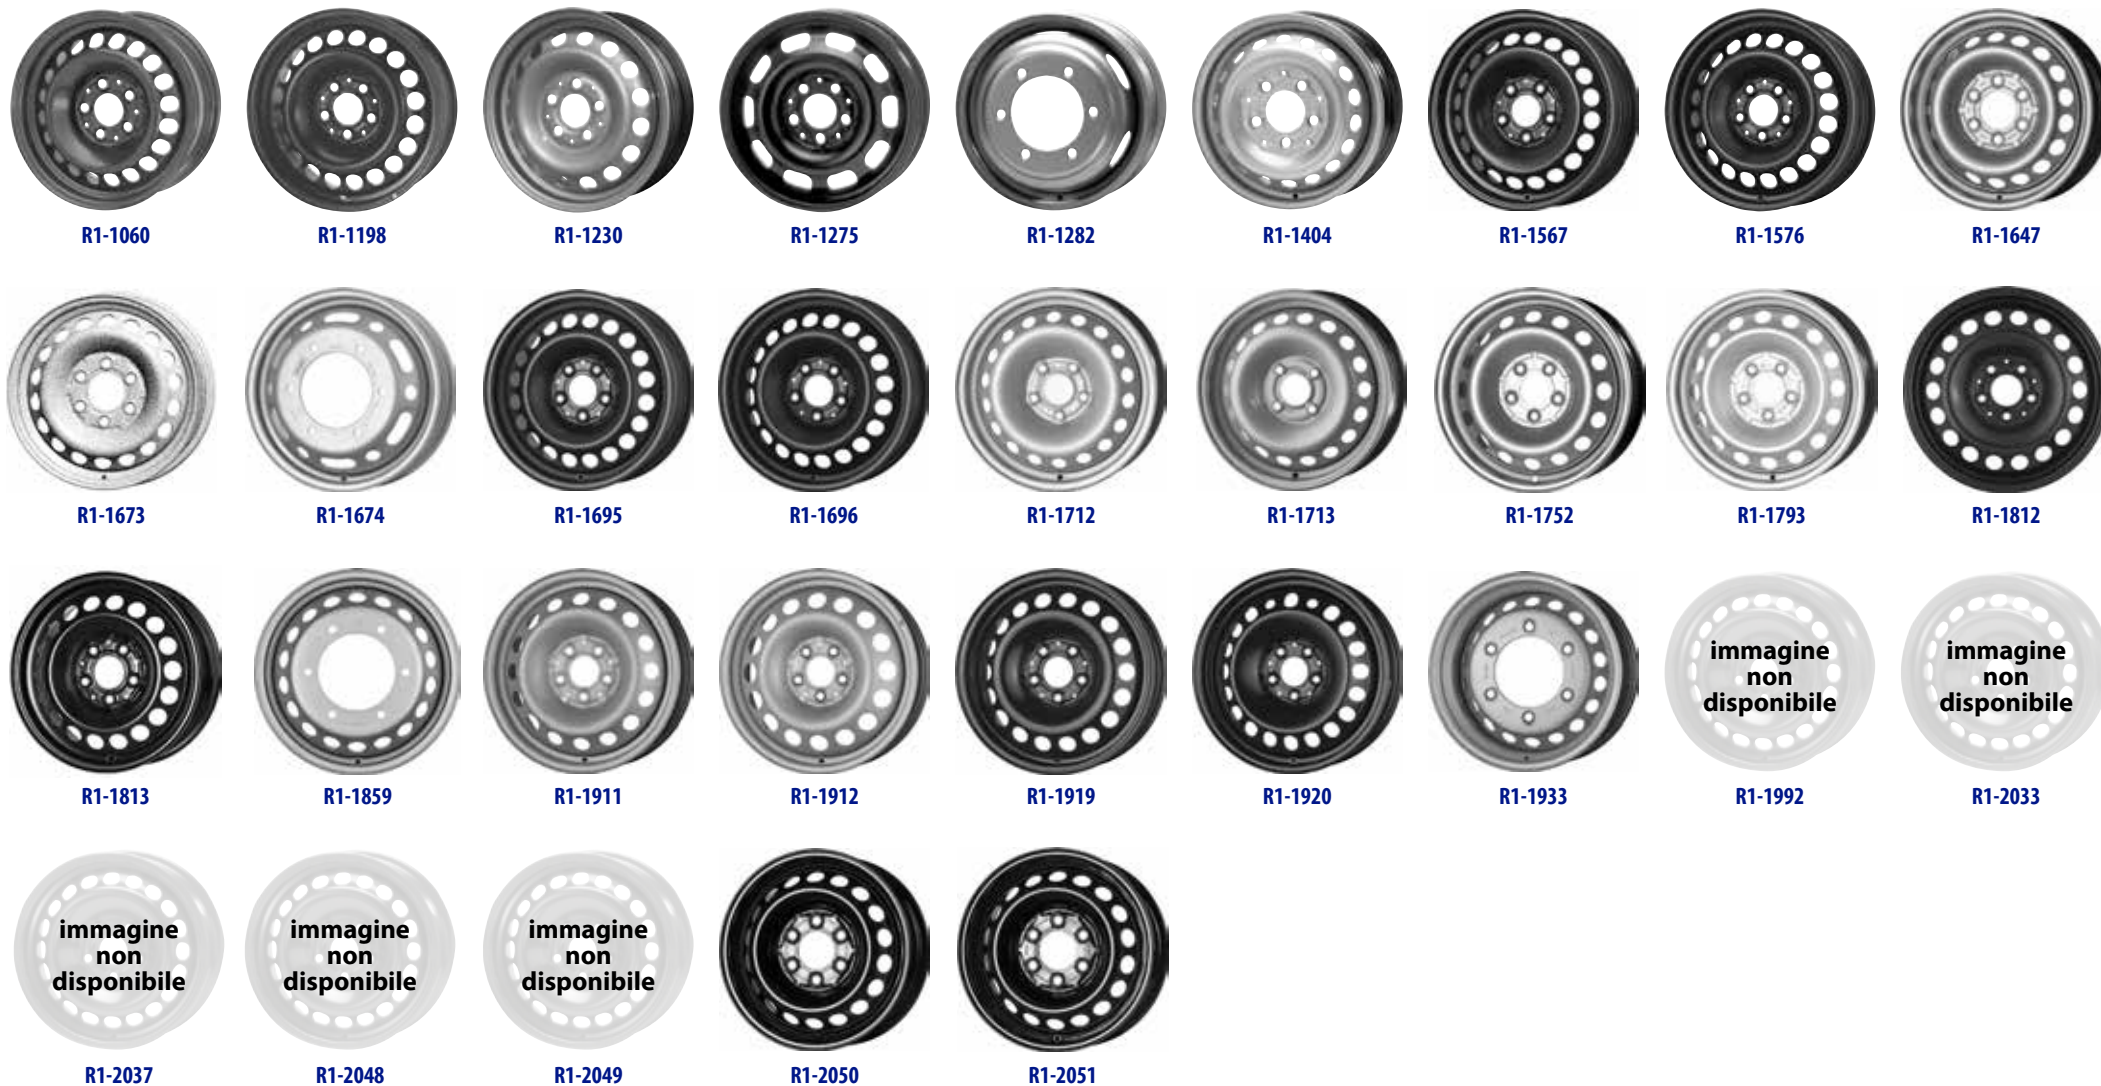 R1-1060
R1-1198
R1-1230
R1-1275
R1-1282
R1-1404
R1-1567
R1-1576
R1-1647
R1-1673
R1-1674
R1-1695
R1-1696
R1-1712
R1-1713
R1-1752
R1-1793
R1-1812
R1-1813
R1-1859
R1-1911
R1-1912
R1-1919
R1-1920
R1-1933
immagine
non
disponibile
R1-1992
immagine
non
disponibile
R1-2033
immagine
non
disponibile
R1-2037
immagine
non
disponibile
R1-2048
immagine
non
disponibile
R1-2049
R1-2050
R1-2051